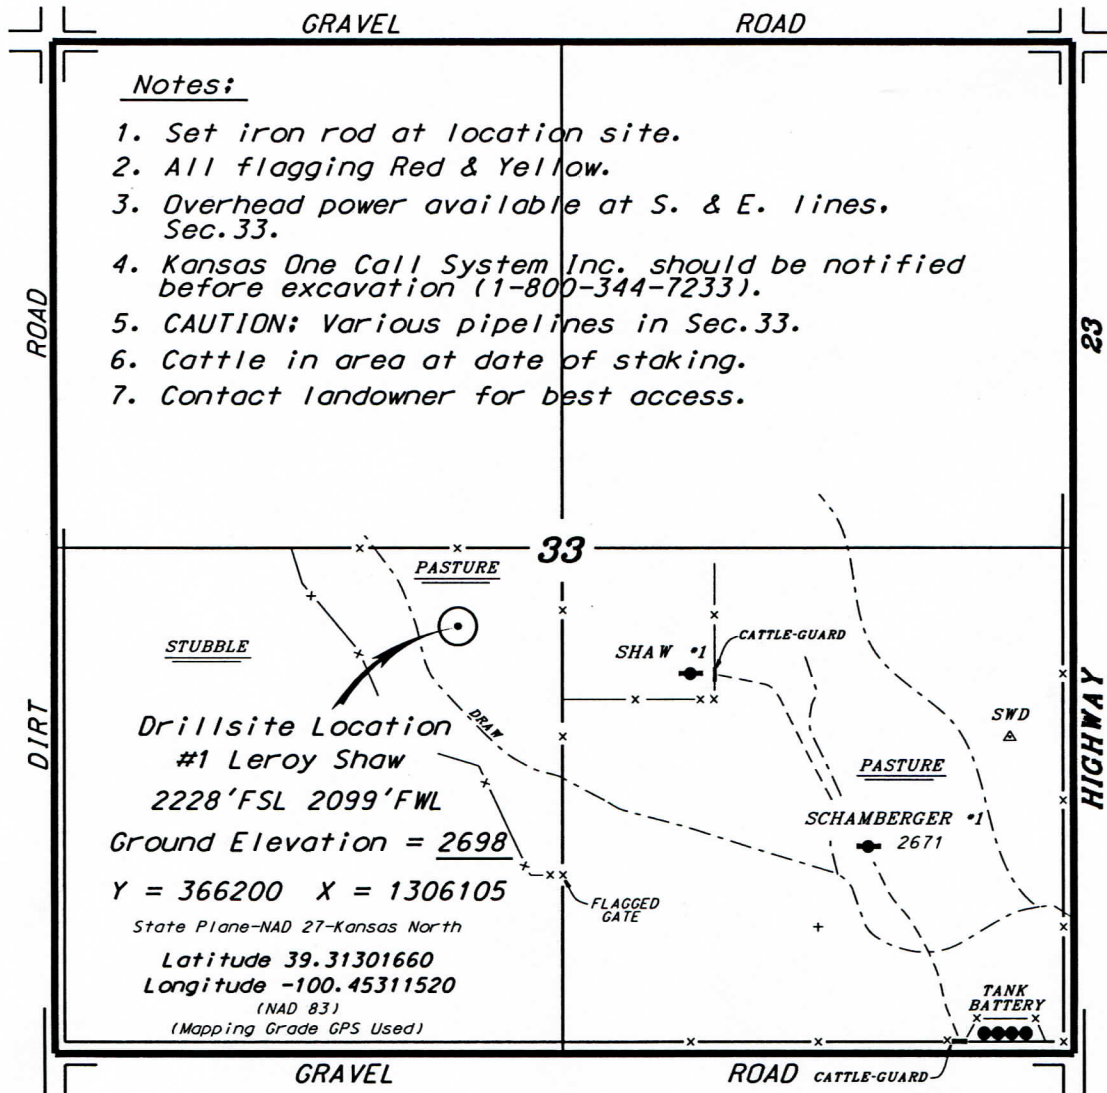 GRAVEL ROAD
Notes:
1. Set iron rod at location site.
2. All flagging Red & Yellow.
3. Overhead power available at S. & E. lines,
Sec.33.
4. Kansas One Call System Inc. should be notified
before excavation (1-800-344-7233).
5. CAUTION: Various pipelines in Sec.33.
6. Cattle in area at date of staking.
7. Contact landowner for best access.
DIRT ROAD
HIGHWAY 23
33
PASTURE
STUBBLE
SHAW #1
CATTLE-GUARD
DRAW
SWD
PASTURE
SCHAMBERGER #1
2671
Drillsite Location
#1 Leroy Shaw
2228'FSL 2099'FWL
Ground Elevation = 2698
Y = 366200 X = 1306105
State Plane-NAD 27-Kansas North
Latitude 39.31301660
Longitude -100.45311520
(NAD 83)
(Mapping Grade GPS Used)
FLAGGED
GATE
TANK
BATTERY
GRAVEL ROAD
CATTLE-GUARD